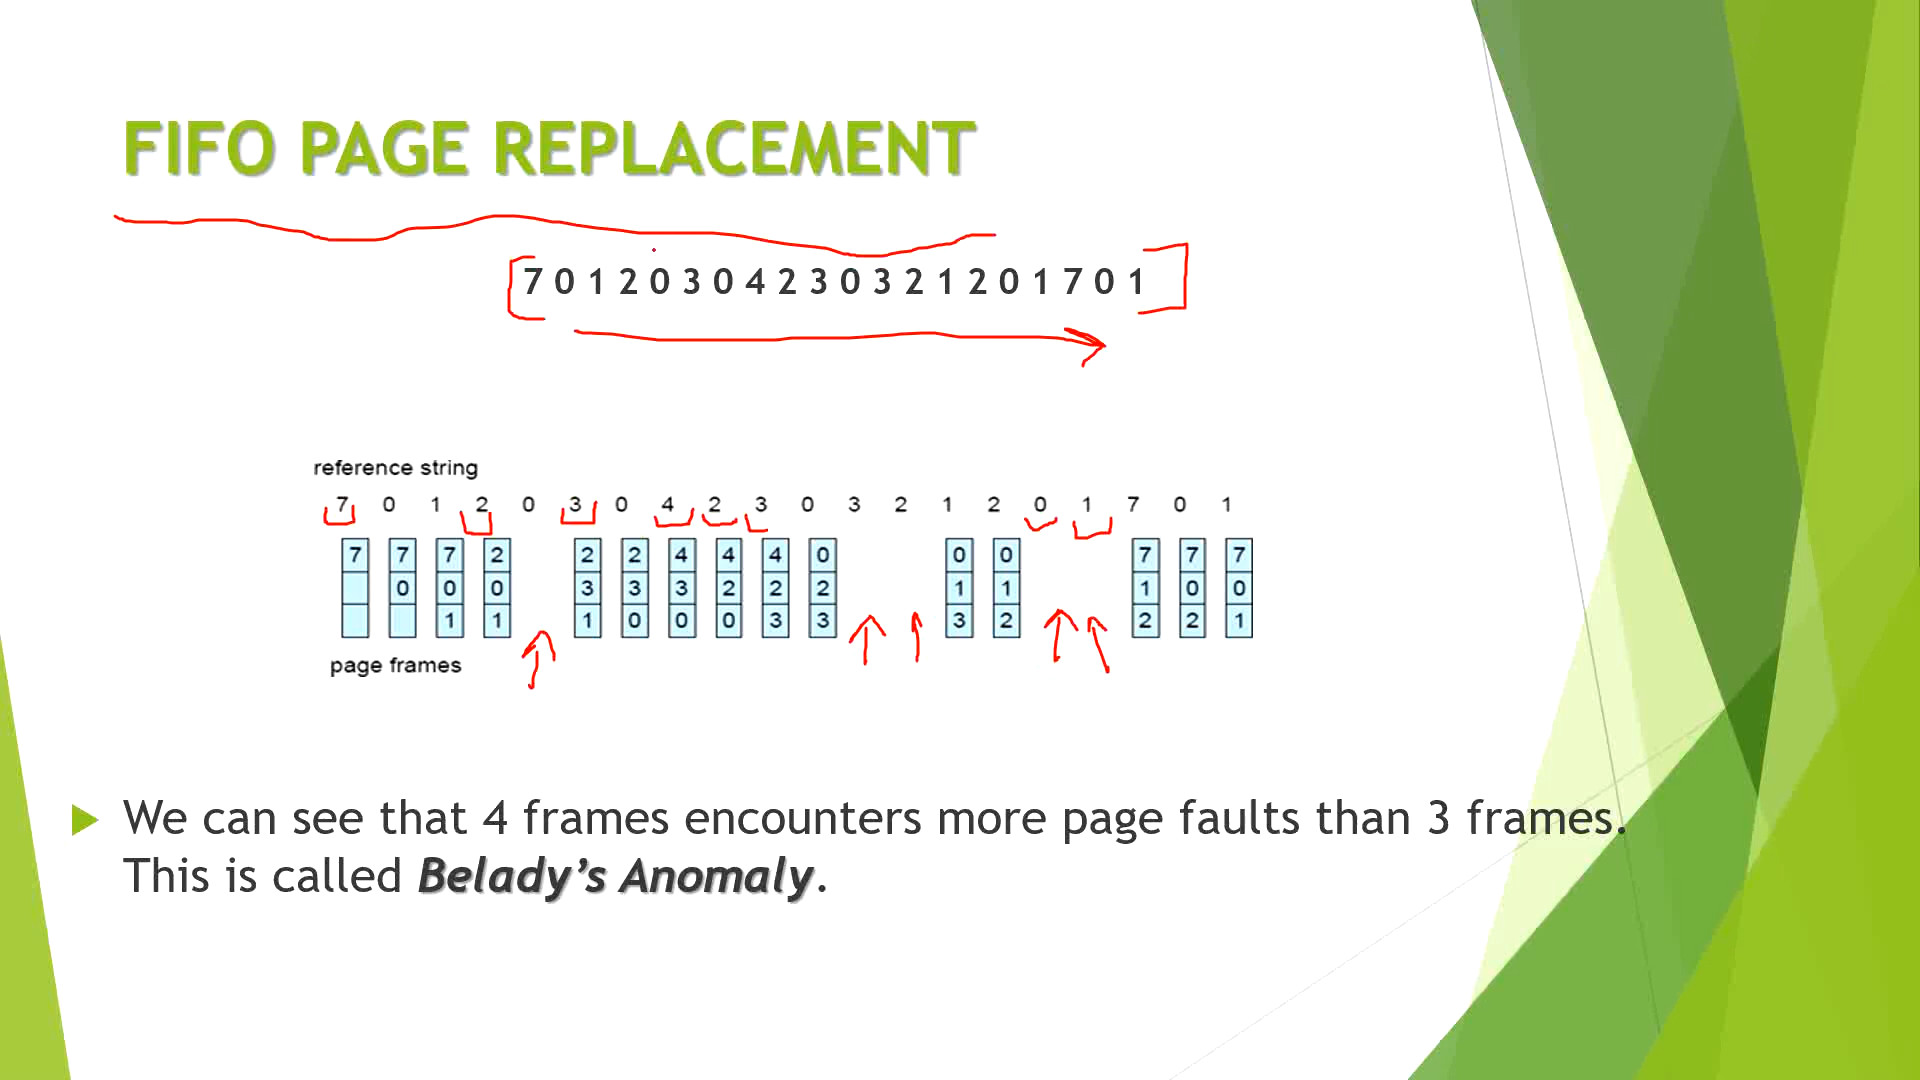 FIFO PAGE REPLACEMENT
7 0 1 2 0 3 0 4 2 3 0 3 2 1 2 0 1 7 0 1
reference string
7 0 1 2 0 3 0 4 2 3 0 3 2 1 2 0 1 7 0 1
7 7 7 2 2 2 4 4 4 0 0 0 7 7 7
0 0 0 3 3 3 2 2 2 1 1 1 0 0
1 1 1 0 0 0 3 3 3 2 2 2 1
page frames
We can see that 4 frames encounters more page faults than 3 frames.
This is called Belady's Anomaly.